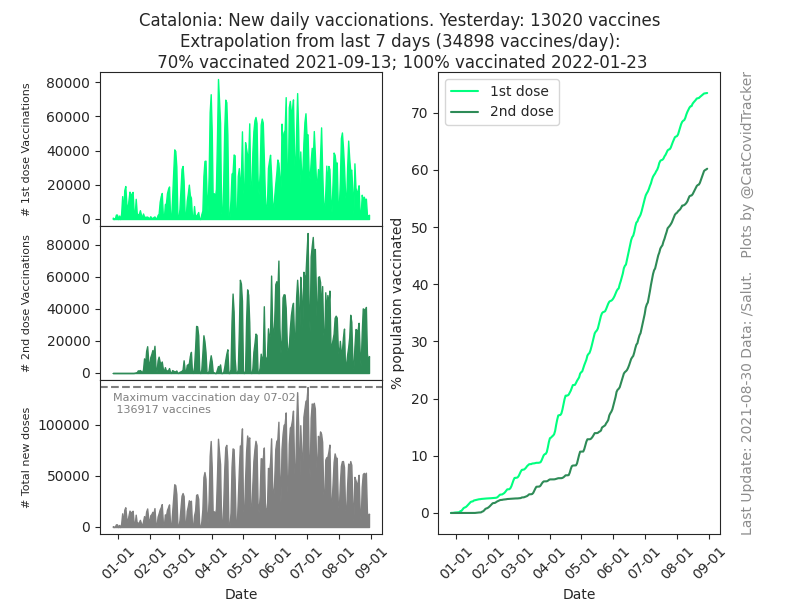 Catalonia: New daily vaccionations. Yesterday: 13020 vaccines
Extrapolation from last 7 days (34898 vaccines/day):
70% vaccinated 2021-09-13; 100% vaccinated 2022-01-23
# 1st dose Vaccinations
80000
60000
40000
20000
0
# 2nd dose Vaccinations
80000
60000
40000
20000
0
# Total new doses
100000
50000
0
Maximum vaccination day 07-02
136917 vaccines
01-01
02-01
03-01
04-01
05-01
06-01
07-01
08-01
09-01
Date
% population vaccinated
70
60
50
40
30
20
10
0
1st dose
2nd dose
01-01
02-01
03-01
04-01
05-01
06-01
07-01
08-01
09-01
Date
Last Update: 2021-08-30 Data: /Salut. Plots by @CatCovidTracker